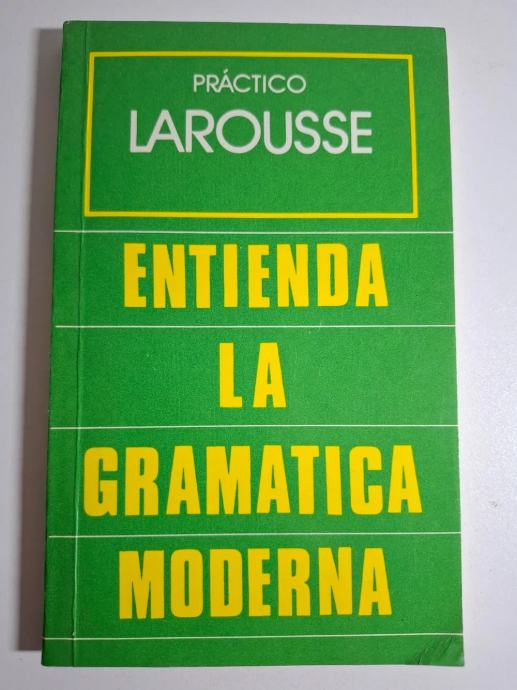 PRÁCTICO
LAROUSSE
ENTIENDA
LA
GRAMATICA
MODERNA